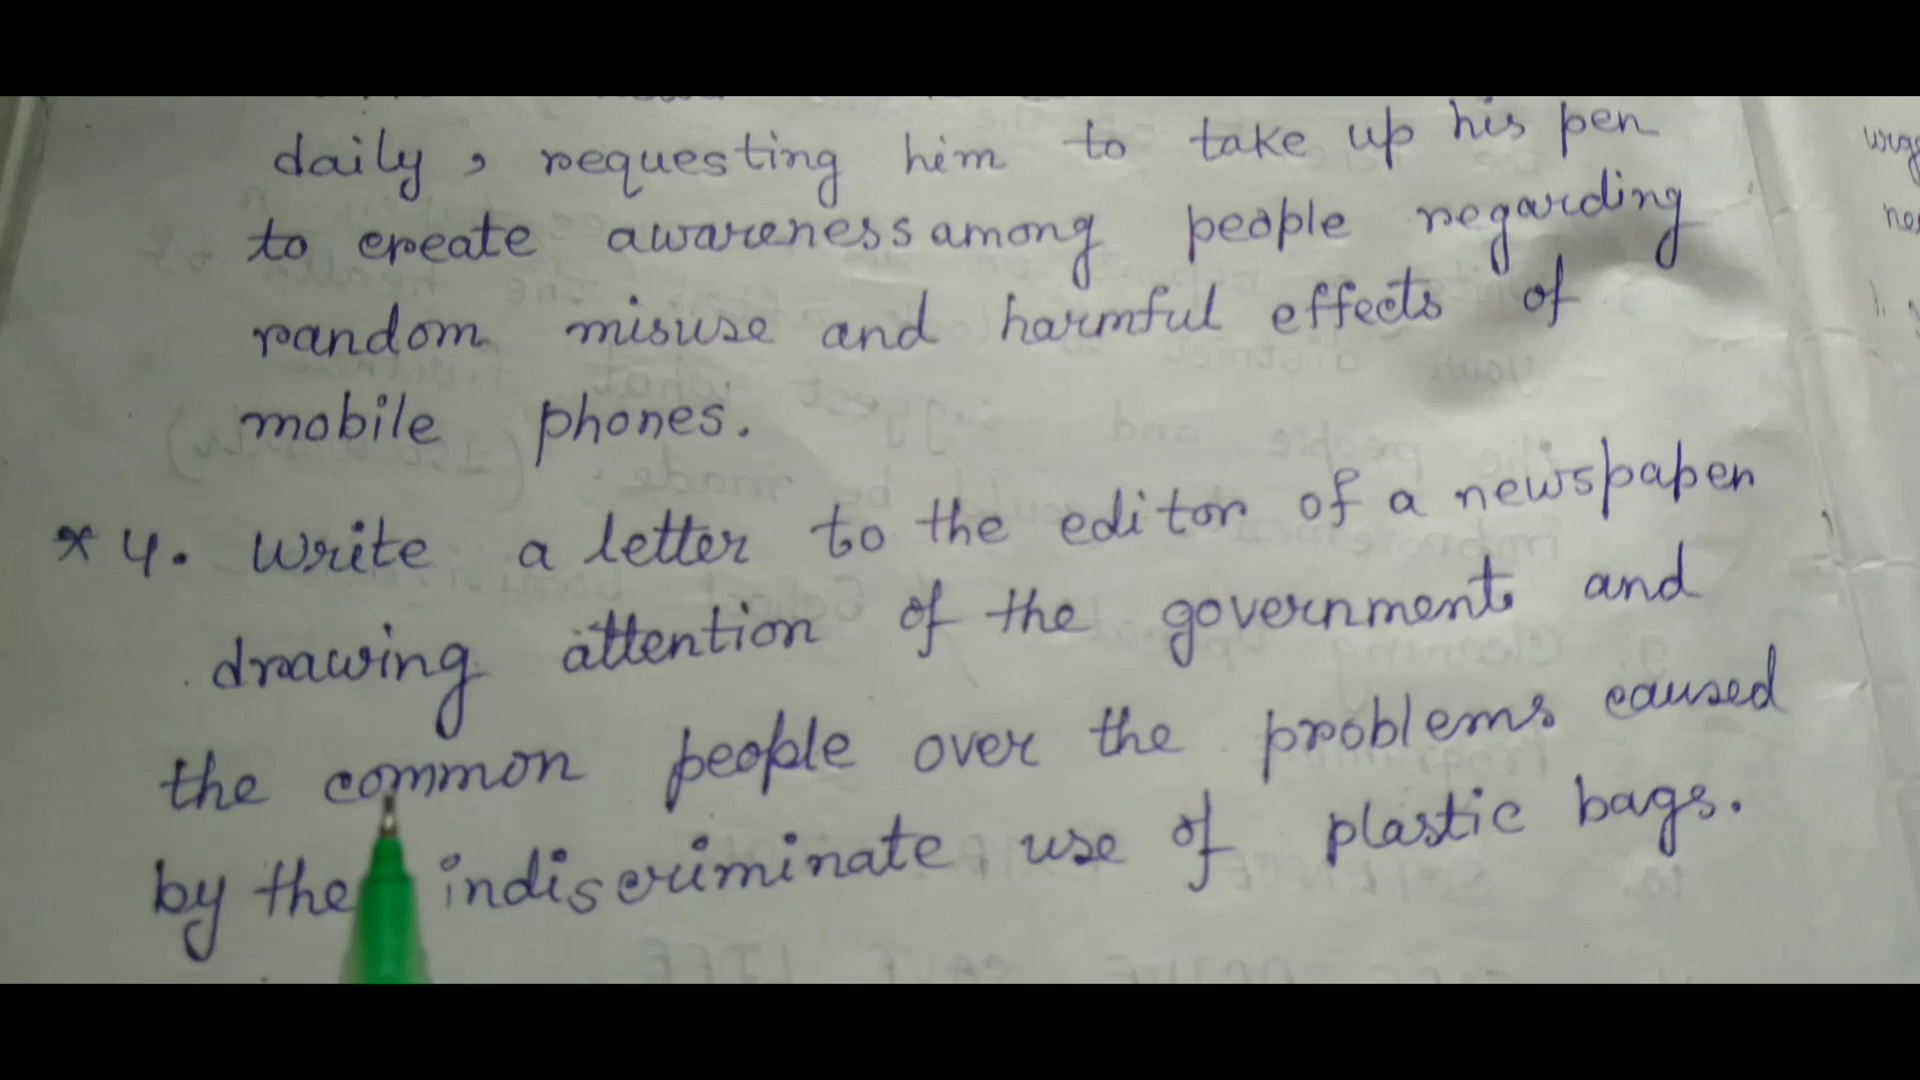 daily, requesting him to take up his pen
to create awareness among people regarding
random misuse and harmful effects of
mobile phones.
* 4. Write a letter to the editor of a newspaper
drawing attention of the government and
the common people over the problems caused
by the indiscriminate use of plastic bags.